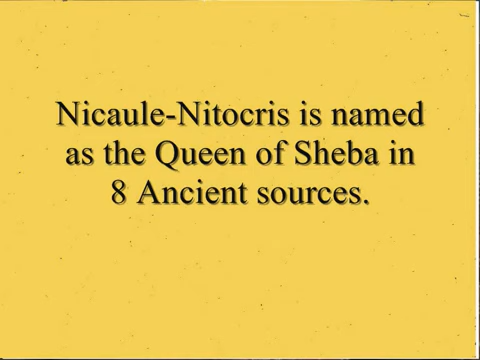 Nicaule-Nitocris is named
as the Queen of Sheba in
8 Ancient sources.